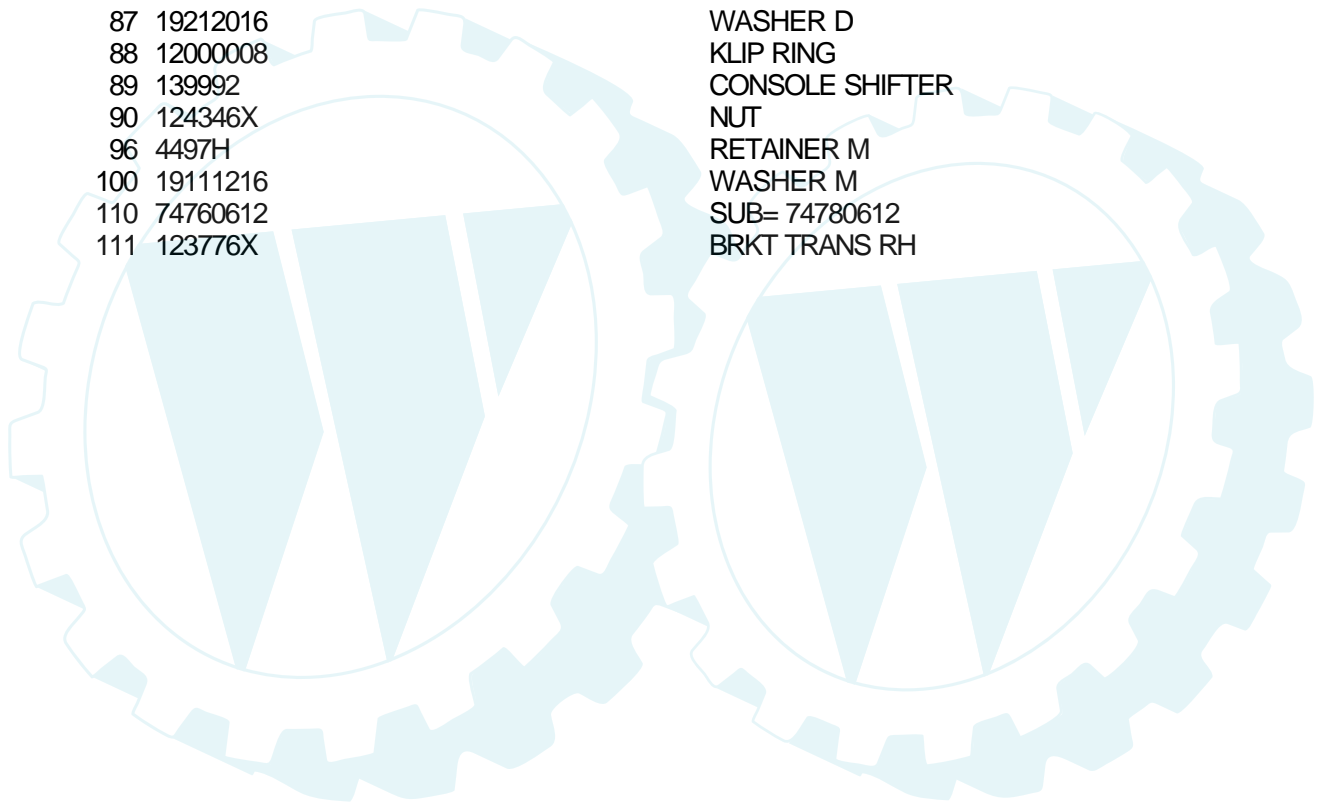 87 19212016 WASHER D
88 12000008 KLIP RING
89 139992 CONSOLE SHIFTER
90 124346X NUT
96 4497H RETAINER M
100 19111216 WASHER M
110 74760612 SUB= 74780612
111 123776X BRKT TRANS RH